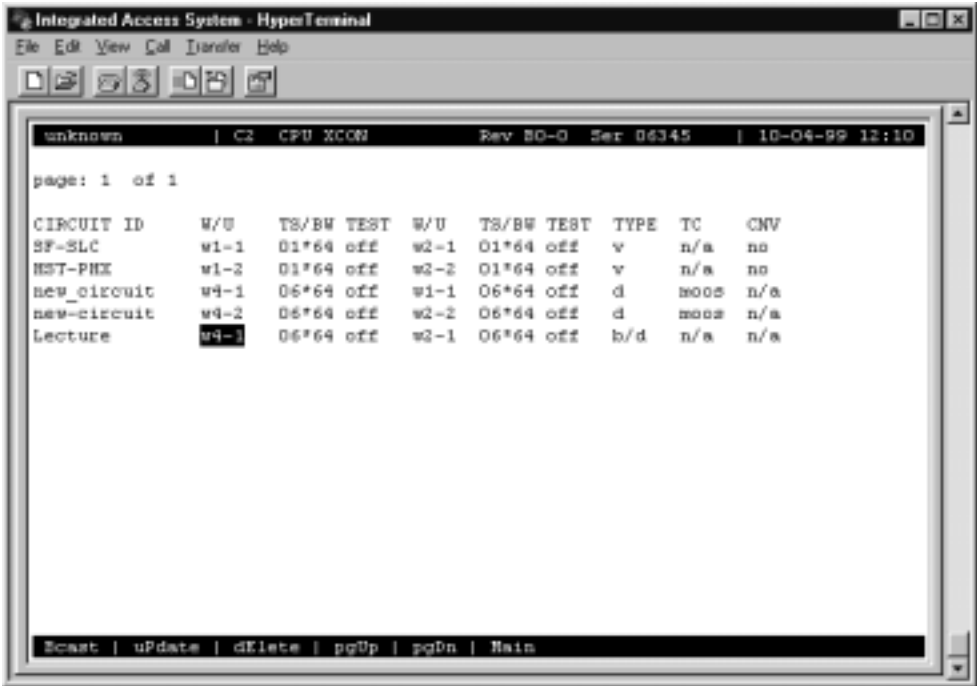 Integrated Access System - HyperTerminal
File Edit View Call Transfer Help
unknown | C2 CPU XCON Rev B0-0 Ser 06345 | 10-04-99 12:10
page: 1 of 1
CIRCUIT ID W/U TS/BW TEST W/U TS/BW TEST TYPE TC CNV
SF-SLC w1-1 01*64 off w2-1 01*64 off v n/a no
HST-PHX w1-2 01*64 off w2-2 01*64 off v n/a no
new_circuit w4-1 06*64 off w1-1 06*64 off d moos n/a
new-circuit w4-2 06*64 off w2-2 06*64 off d moos n/a
Lecture w4-1 06*64 off w2-1 06*64 off b/d n/a n/a
Bcast | uPdate | dElete | pgUp | pgDn | Main